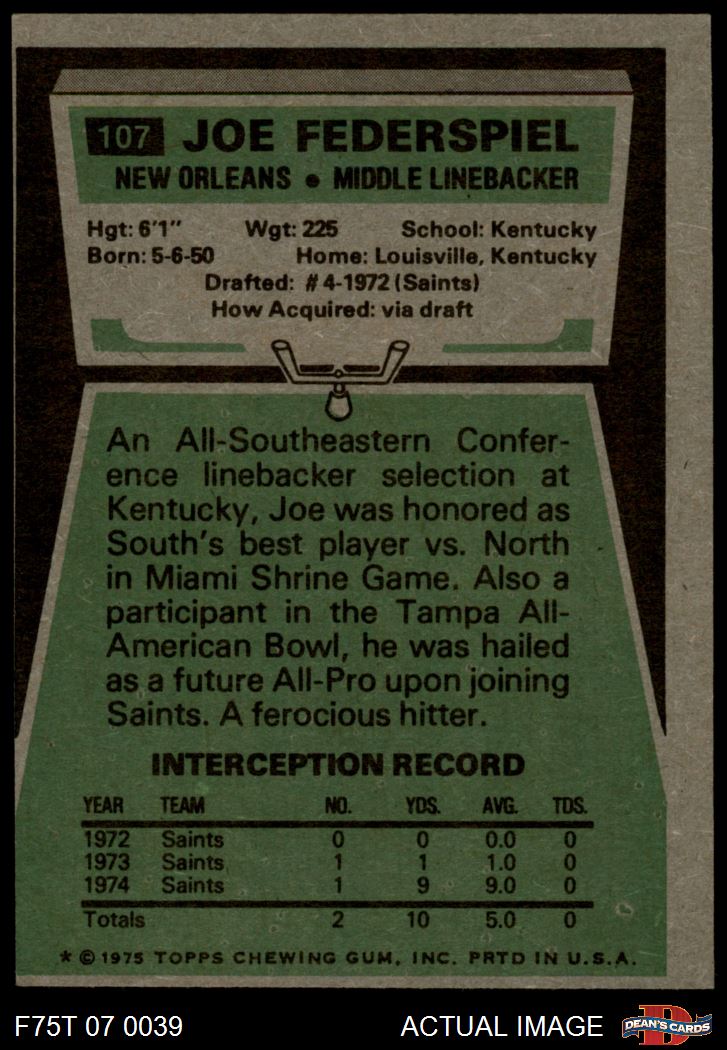 107 JOE FEDERSPIEL
NEW ORLEANS • MIDDLE LINEBACKER
Hgt: 6'1" Wgt: 225 School: Kentucky
Born: 5-6-50 Home: Louisville, Kentucky
Drafted: #4-1972 (Saints)
How Acquired: via draft
An All-Southeastern Confer-
ence linebacker selection at
Kentucky, Joe was honored as
South's best player vs. North
in Miami Shrine Game. Also a
participant in the Tampa All-
American Bowl, he was hailed
as a future All-Pro upon joining
Saints. A ferocious hitter.
INTERCEPTION RECORD
YEAR TEAM NO. YDS. AVG. TDS.
1972 Saints 0 0 0.0 0
1973 Saints 1 1 1.0 0
1974 Saints 1 9 9.0 0
Totals 2 10 5.0 0
* © 1975 TOPPS CHEWING GUM, INC. PRTD IN U.S.A.
F75T 07 0039 ACTUAL IMAGE
D
DEAN'S CARDS